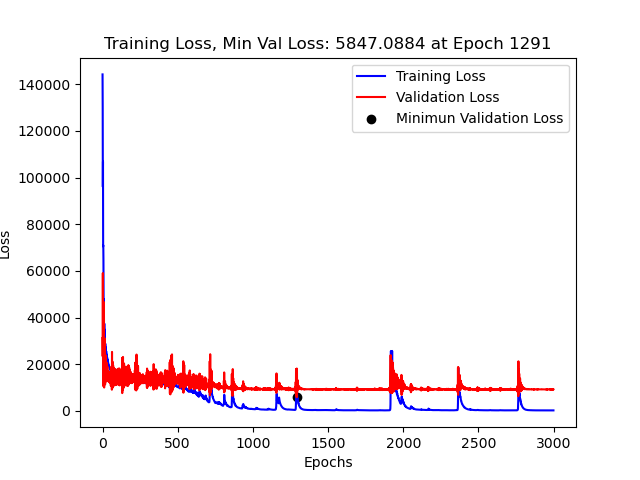 Training Loss, Min Val Loss: 5847.0884 at Epoch 1291
Training Loss
Validation Loss
Minimun Validation Loss
140000
120000
100000
80000
60000
40000
20000
0
Loss
0 500 1000 1500 2000 2500 3000
Epochs